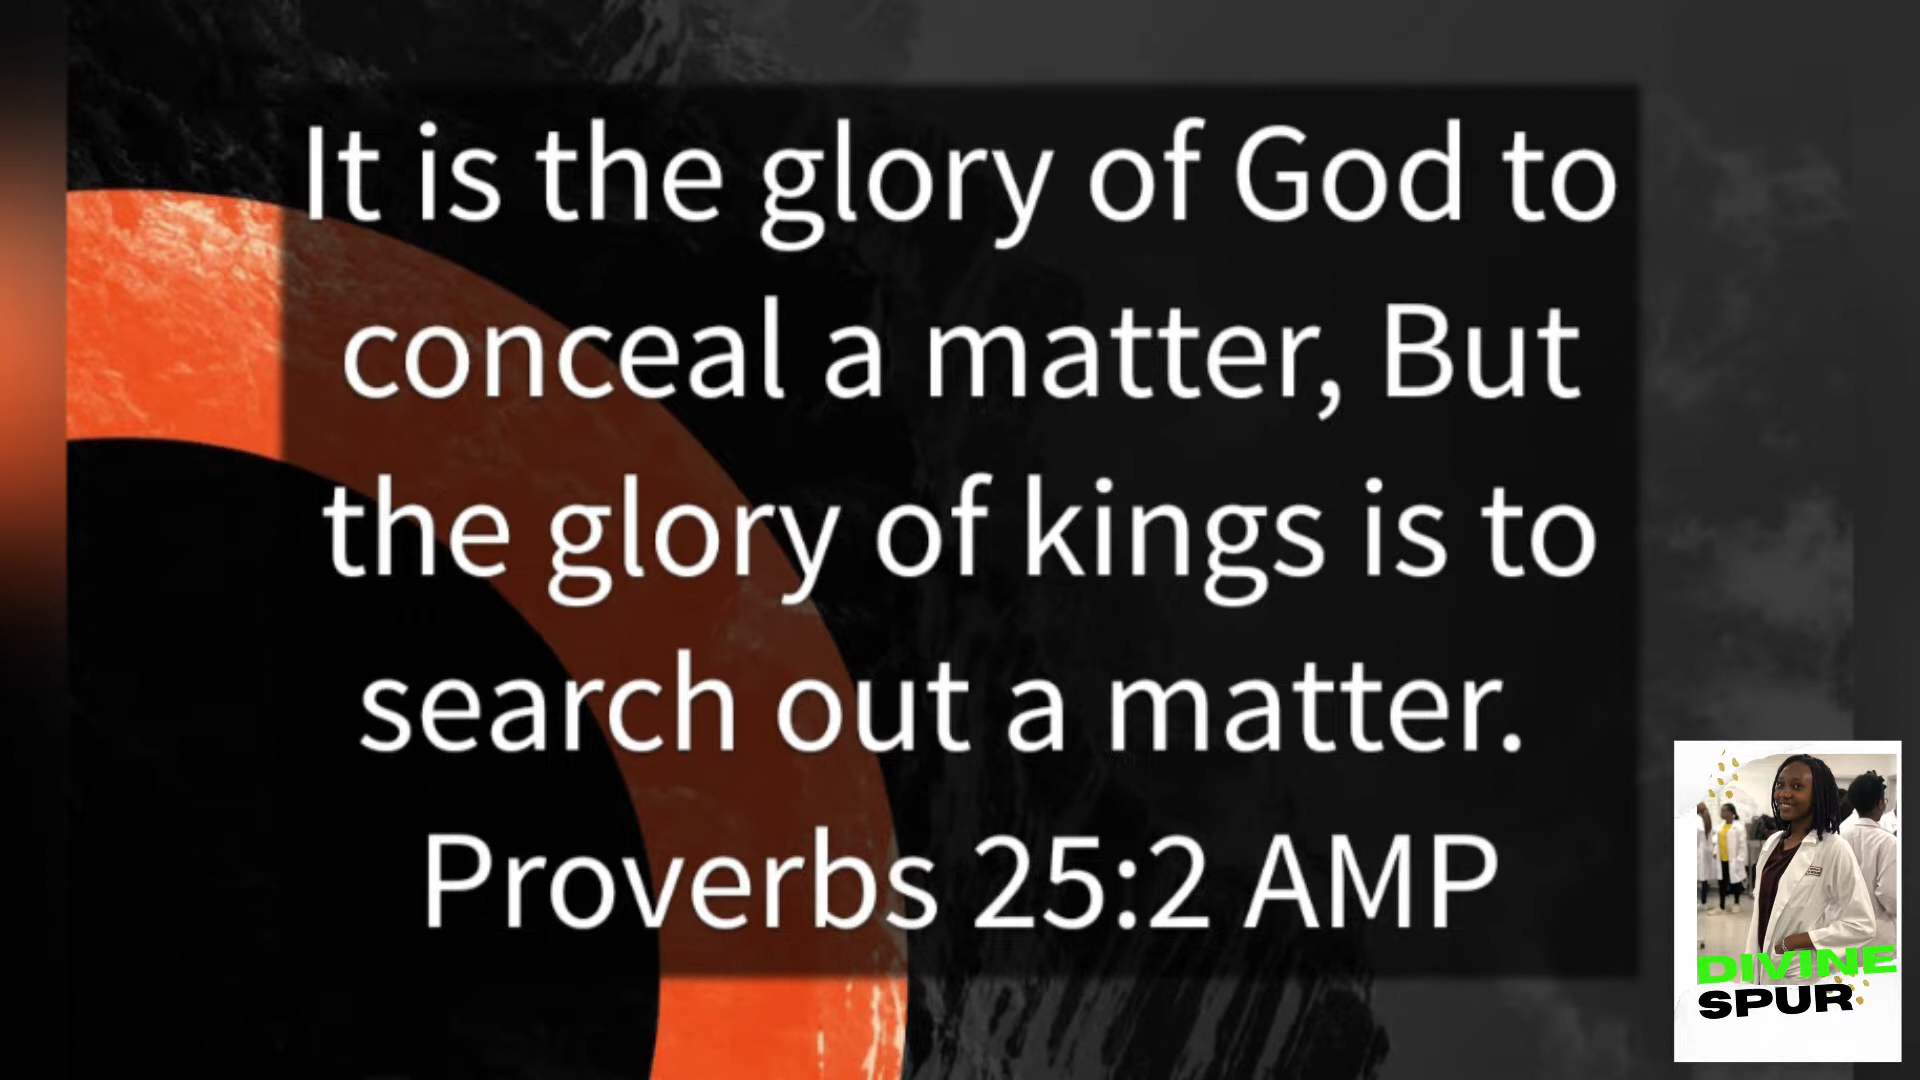 It is the glory of God to
conceal a matter, But
the glory of kings is to
search out a matter.
Proverbs 25:2 AMP
DIVINE
SPUR